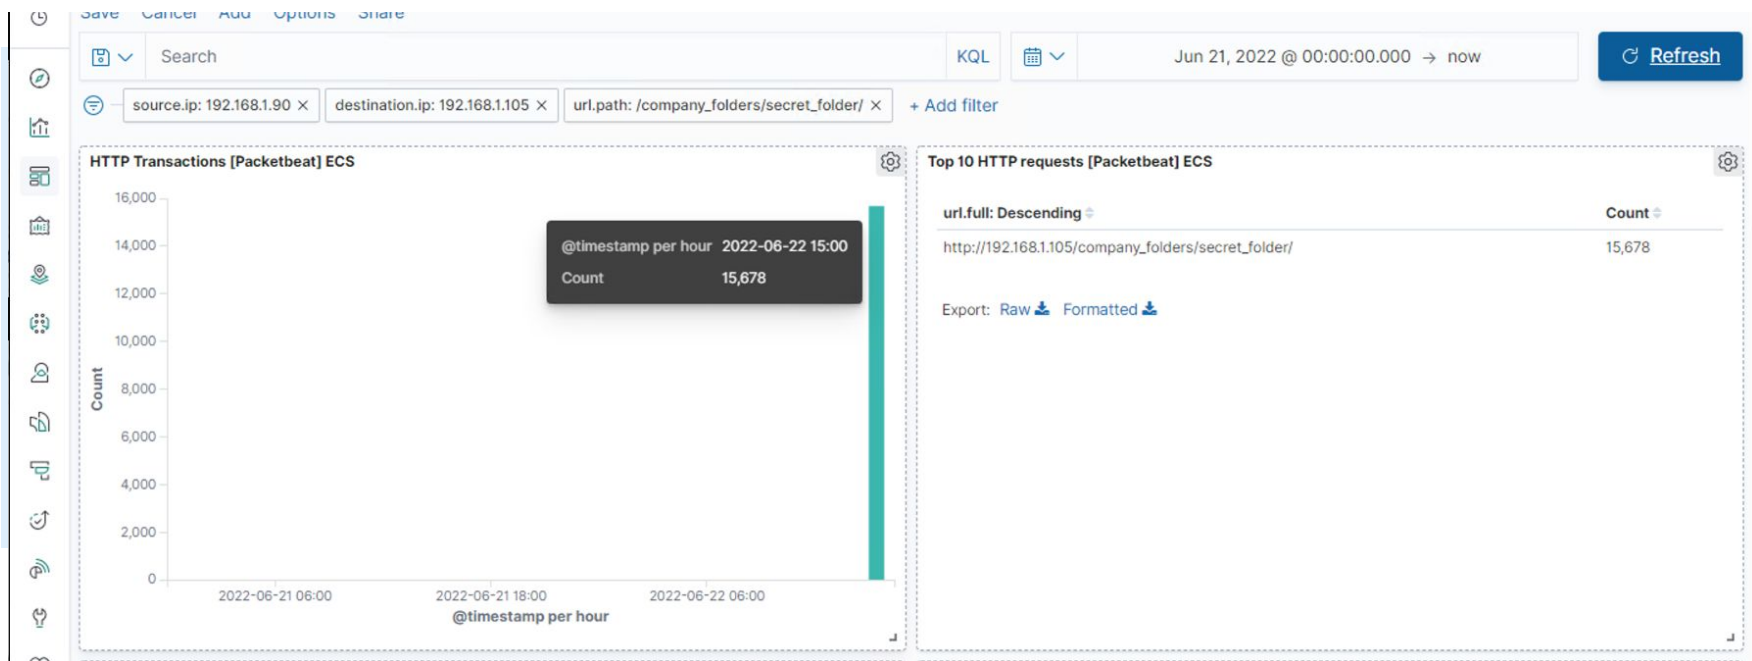 Save Cancel Add Options Share
Search KQL Jun 21, 2022 @ 00:00:00.000 → now Refresh
source.ip: 192.168.1.90 × destination.ip: 192.168.1.105 × url.path: /company_folders/secret_folder/ × + Add filter
HTTP Transactions [Packetbeat] ECS
16,000
14,000
12,000
10,000
8,000
6,000
4,000
2,000
0
Count
@timestamp per hour 2022-06-22 15:00
Count 15,678
2022-06-21 06:00 2022-06-21 18:00 2022-06-22 06:00
@timestamp per hour
Top 10 HTTP requests [Packetbeat] ECS
url.full: Descending Count
http://192.168.1.105/company_folders/secret_folder/ 15,678
Export: Raw Formatted